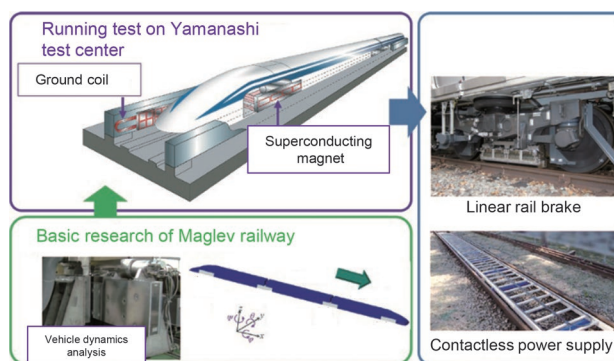 Running test on Yamanashi
test center
Ground coil
Superconducting
magnet
Linear rail brake
Basic research of Maglev railway
Vehicle dynamics
analysis
Contactless power supply